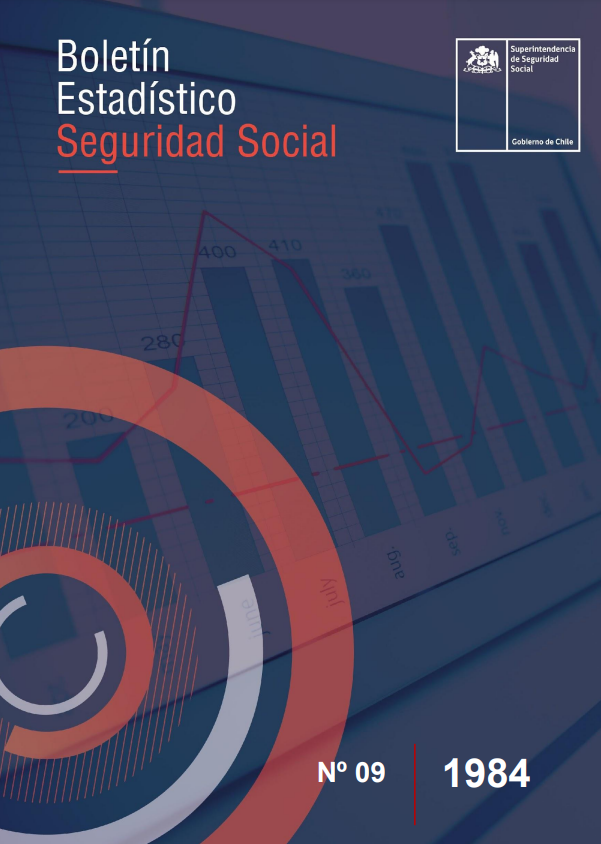 Boletín
Estadístico
Seguridad Social
Superintendencia
de Seguridad
Social
Gobierno de Chile
400
410
360
280
200
aug.
sep.
nov.
july
june
Nº 09
1984